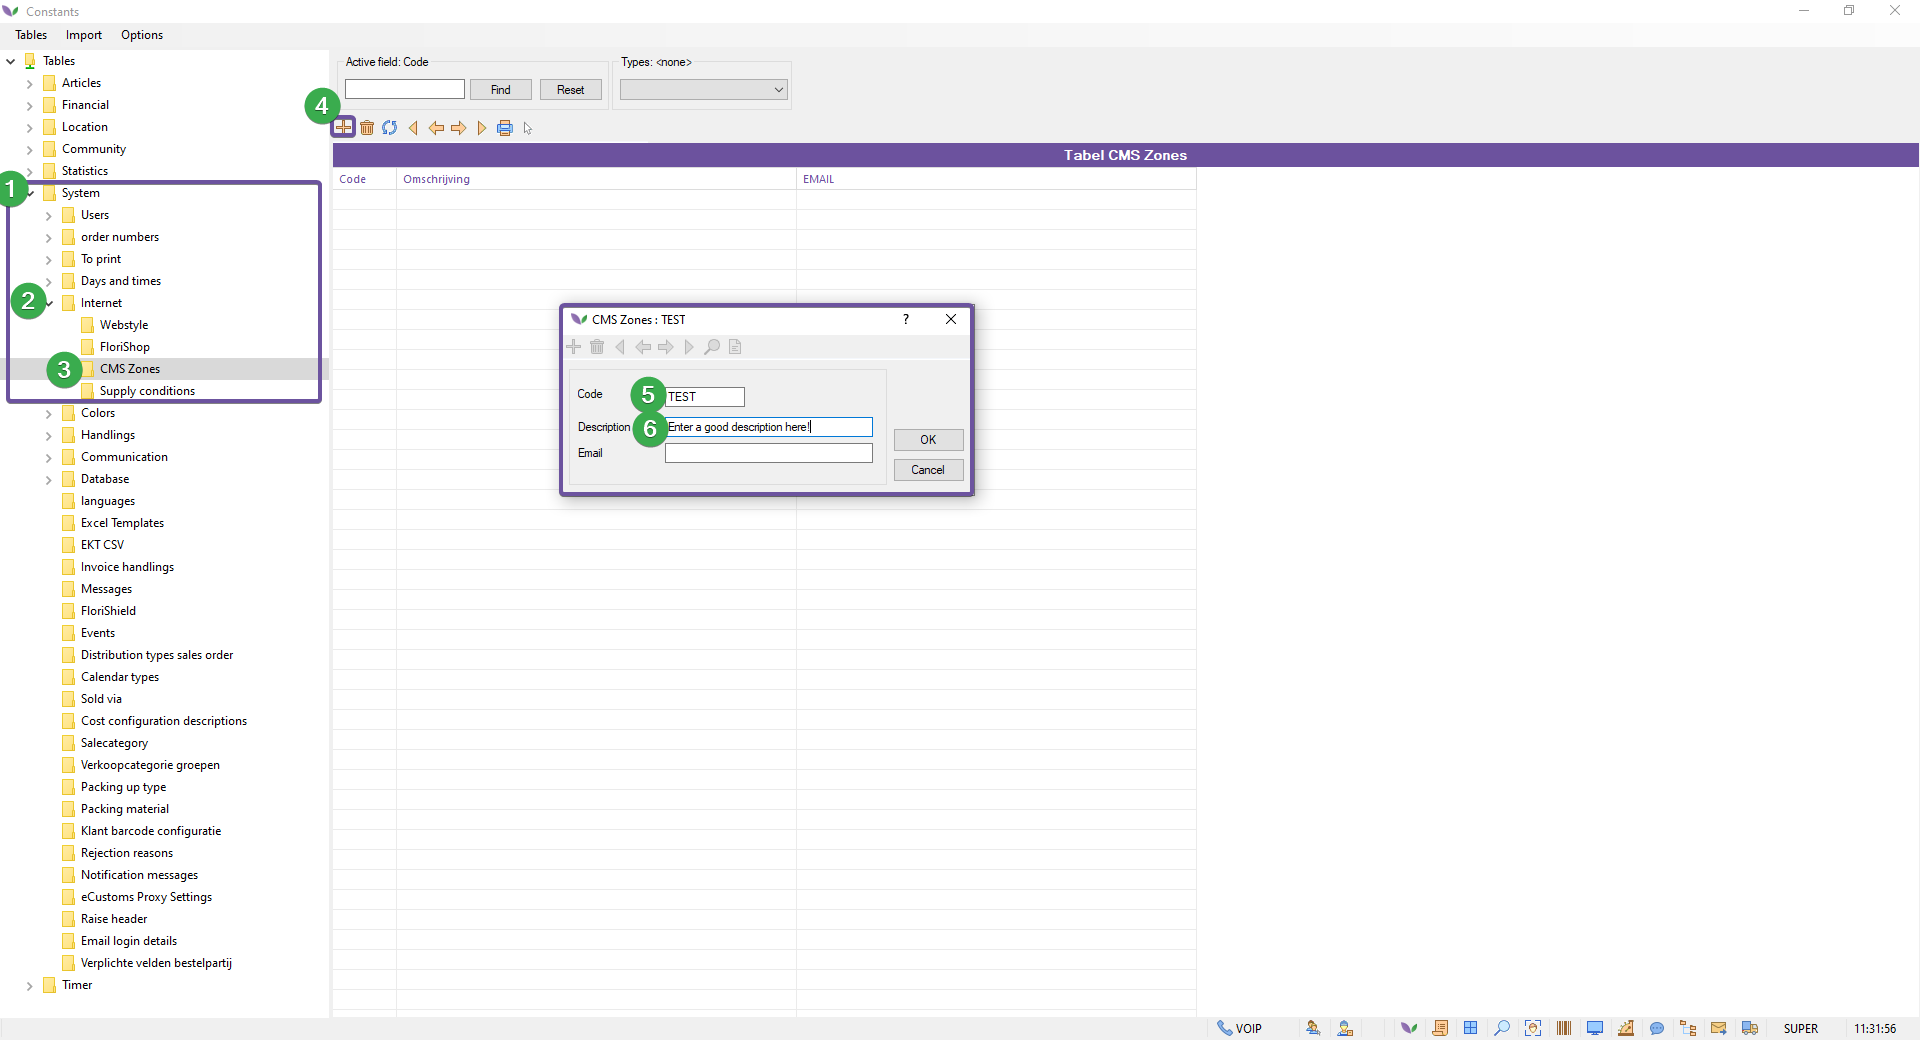 Constants
Tables Import Options
Tables
Articles
Financial
Location
Community
Statistics
1 System
Users
order numbers
To print
Days and times
2 Internet
Webstyle
FloriShop
3 CMS Zones
Supply conditions
Colors
Handlings
Communication
Database
languages
Excel Templates
EKT CSV
Invoice handlings
Messages
FloriShield
Events
Distribution types sales order
Calendar types
Sold via
Cost configuration descriptions
Salecategory
Verkoopcategorie groepen
Packing up type
Packing material
Klant barcode configuratie
Rejection reasons
Notification messages
eCustoms Proxy Settings
Raise header
Email login details
Verplichte velden bestelpartij
Timer
Active field: Code
Types: <none>
Find Reset
4
Tabel CMS Zones
Code Omschrijving EMAIL
CMS Zones : TEST ?
Code 5 TEST
Description 6 Enter a good description here!
Email
OK
Cancel
VOIP SUPER 11:31:56